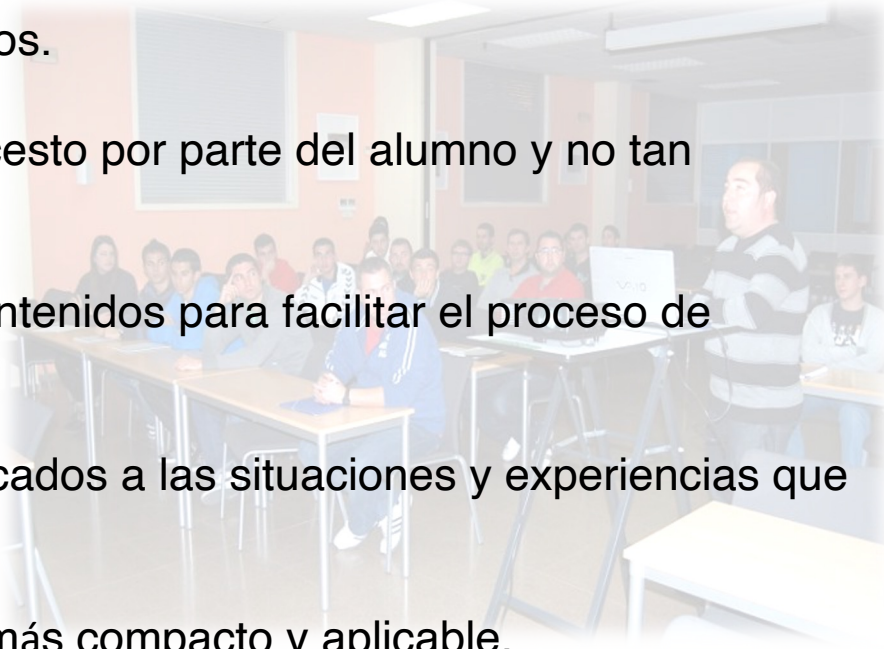 os.
esto por parte del alumno y no tan
ntenidos para facilitar el proceso de
cados a las situaciones y experiencias que
más compacto y aplicable.
VAIO